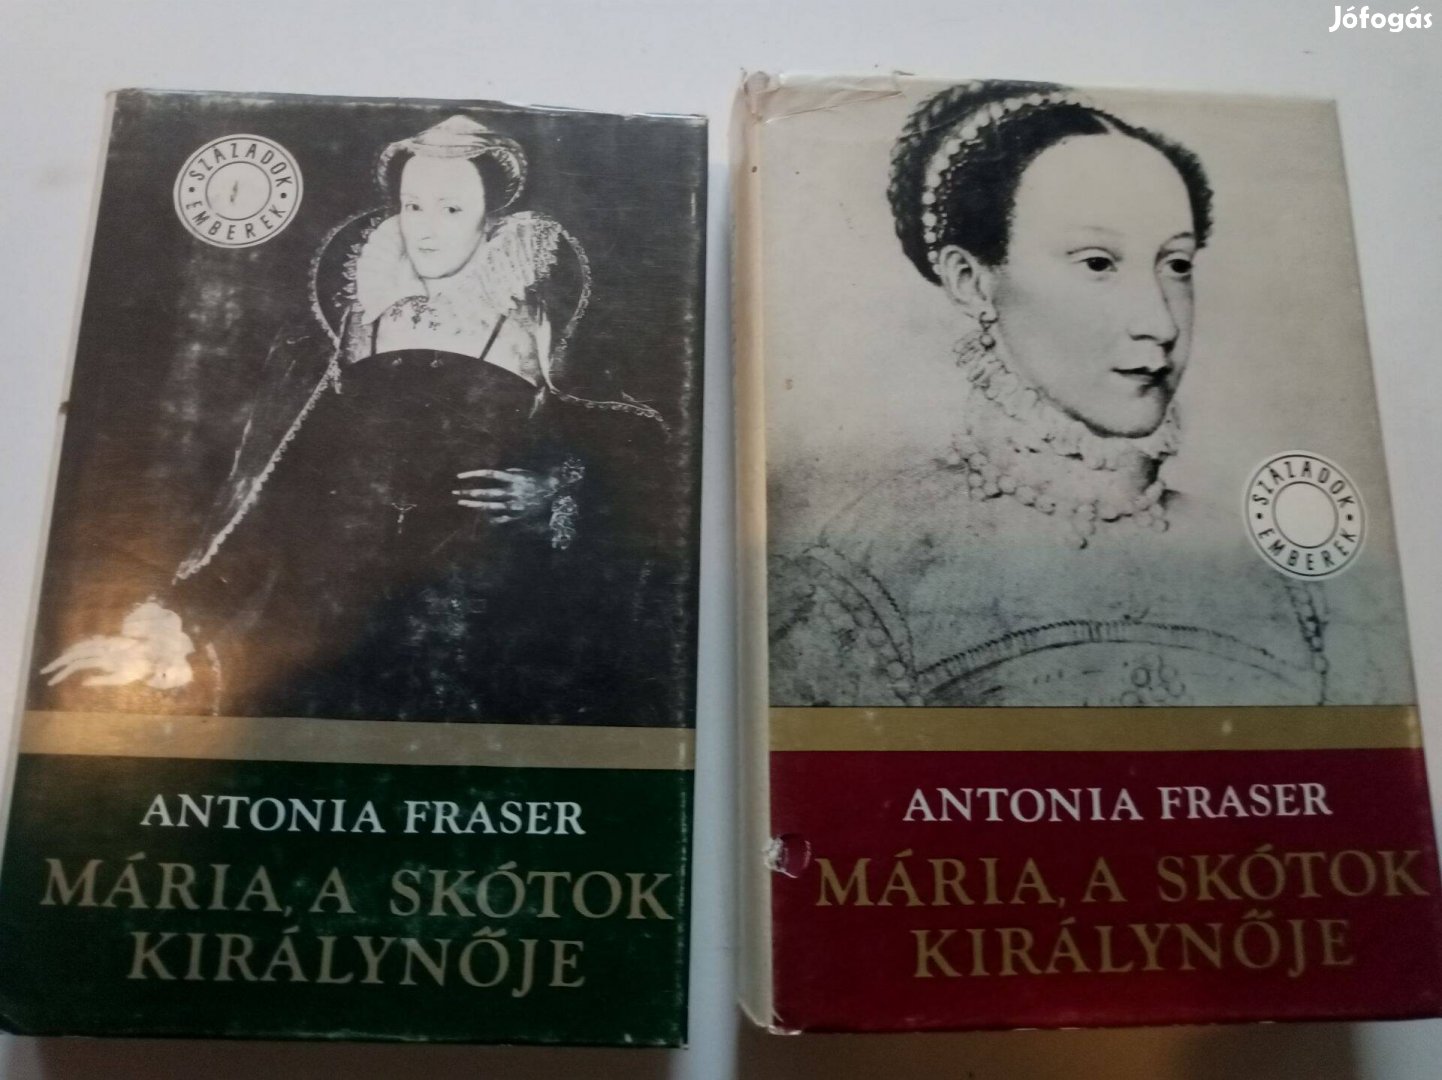 Jófogás
SZÁZADOK
EMBEREK
ANTONIA FRASER
MÁRIA, A SKÓTOK
KIRÁLYNŐJE
SZÁZADOK
EMBEREK
ANTONIA FRASER
MÁRIA, A SKÓTOK
KIRÁLYNŐJE